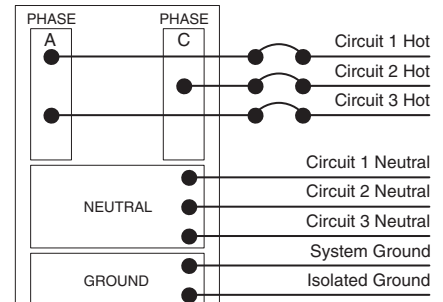 PHASE PHASE
A C
Circuit 1 Hot
Circuit 2 Hot
Circuit 3 Hot
Circuit 1 Neutral
Circuit 2 Neutral
NEUTRAL
Circuit 3 Neutral
System Ground
GROUND
Isolated Ground